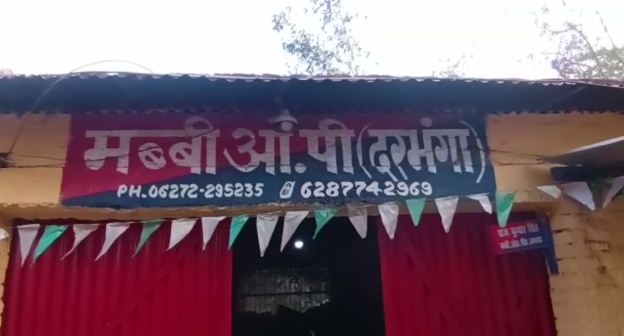 मब्बी ओ.पी (दरभंगा)
PH.06272-295235 6287742969
राज कुमार सिंह